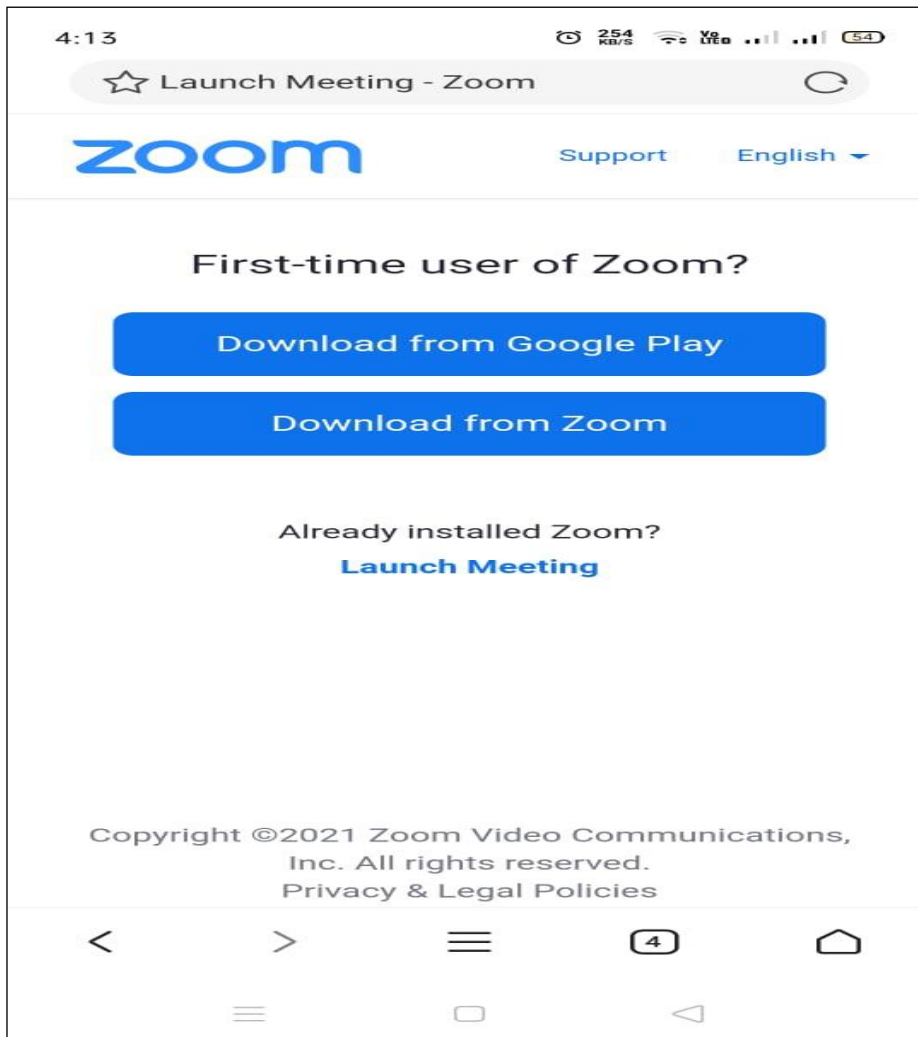 4:13
254
KB/S
Vo
LTE
54
Launch Meeting - Zoom
zoom
Support
English
First-time user of Zoom?
Download from Google Play
Download from Zoom
Already installed Zoom?
Launch Meeting
Copyright ©2021 Zoom Video Communications,
Inc. All rights reserved.
Privacy & Legal Policies
4